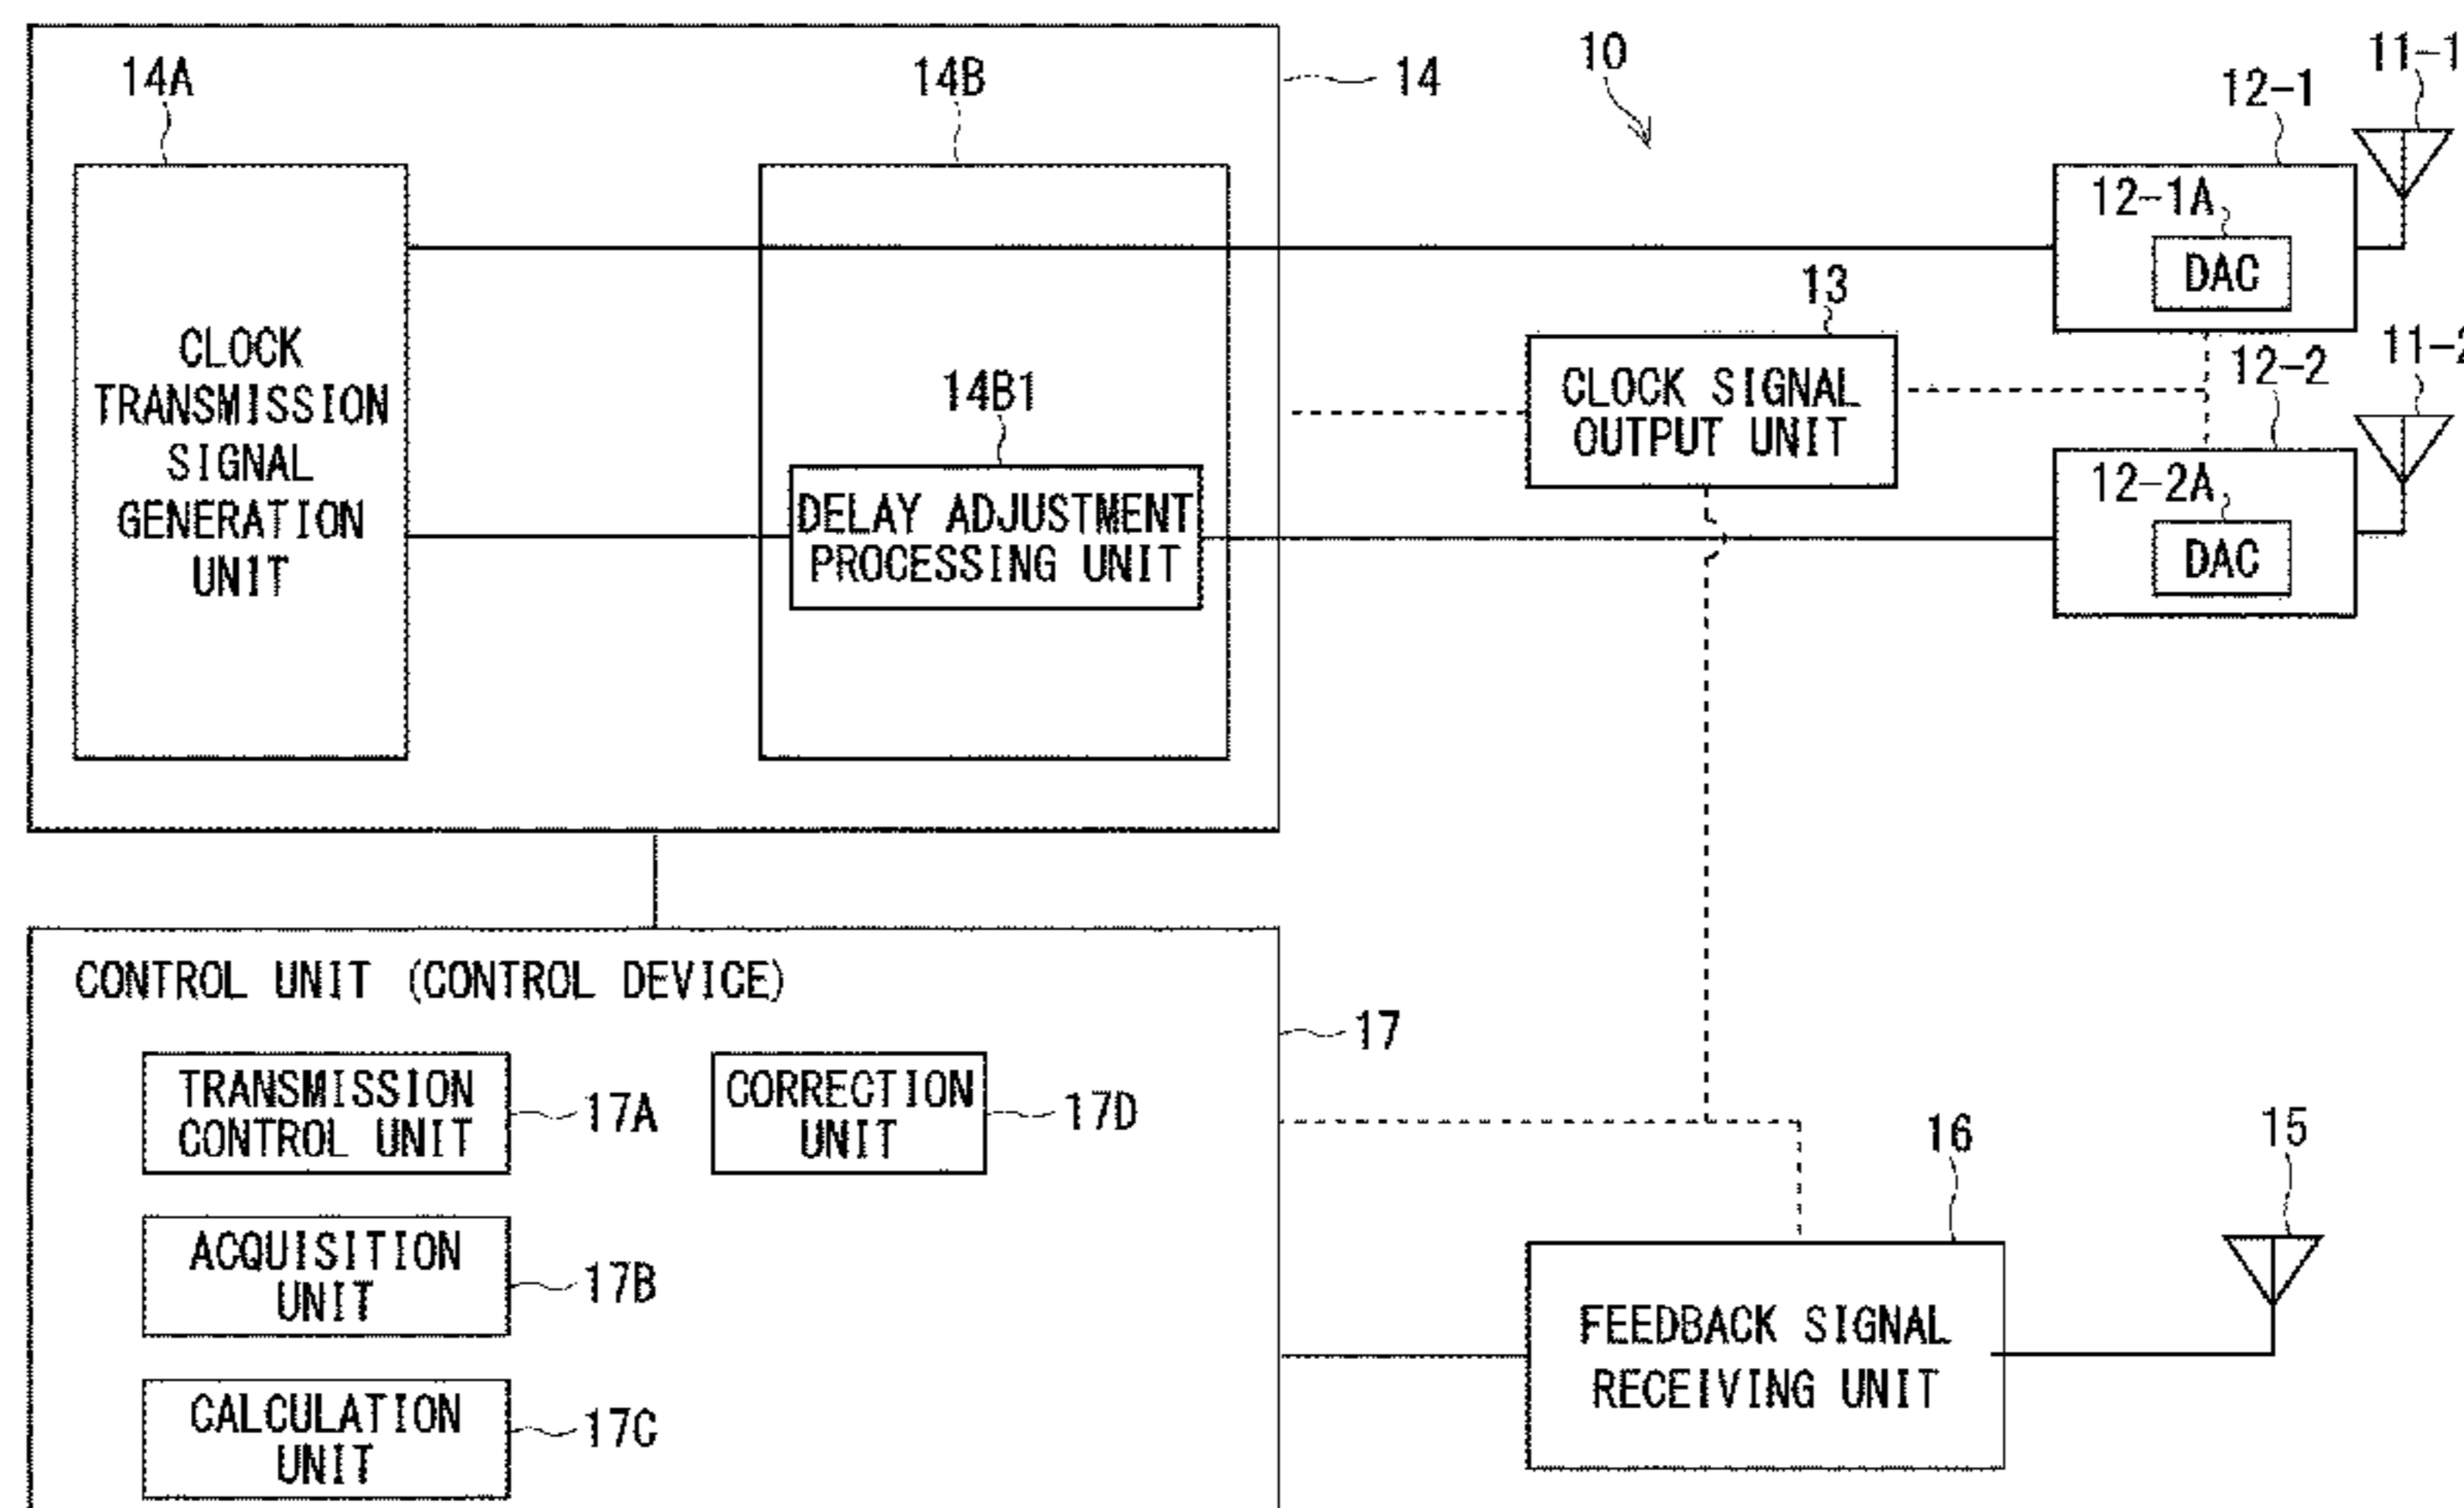 14A
14B
14
10
11-1
12-1
12-1A
DAC
13
CLOCK
TRANSMISSION
SIGNAL
GENERATION
UNIT
14B1
DELAY ADJUSTMENT
PROCESSING UNIT
CLOCK SIGNAL
OUTPUT UNIT
12-2
11-2
12-2A
DAC
CONTROL UNIT (CONTROL DEVICE)
17
TRANSMISSION
CONTROL UNIT
17A
CORRECTION
UNIT
17D
ACQUISITION
UNIT
17B
CALCULATION
UNIT
17C
16
15
FEEDBACK SIGNAL
RECEIVING UNIT